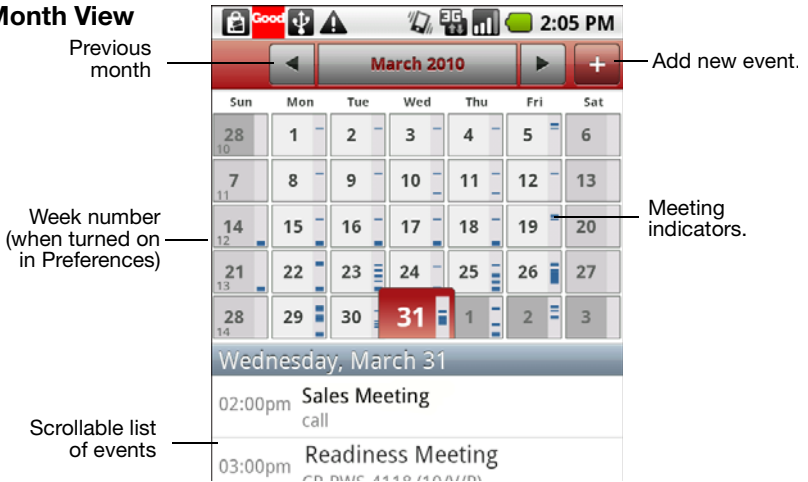 Month View
Previous
month
Good
3G
2:05 PM
March 2010
+
Add new event.
Sun Mon Tue Wed Thu Fri Sat
28 1 2 3 4 5 6
10
7 8 9 10 11 12 13
11
Week number
(when turned on
in Preferences)
14 15 16 17 18 19 20
12
Meeting
indicators.
21 22 23 24 25 26 27
13
28 29 30 31 1 2 3
14
Wednesday, March 31
02:00pm Sales Meeting
call
Scrollable list
of events
03:00pm Readiness Meeting